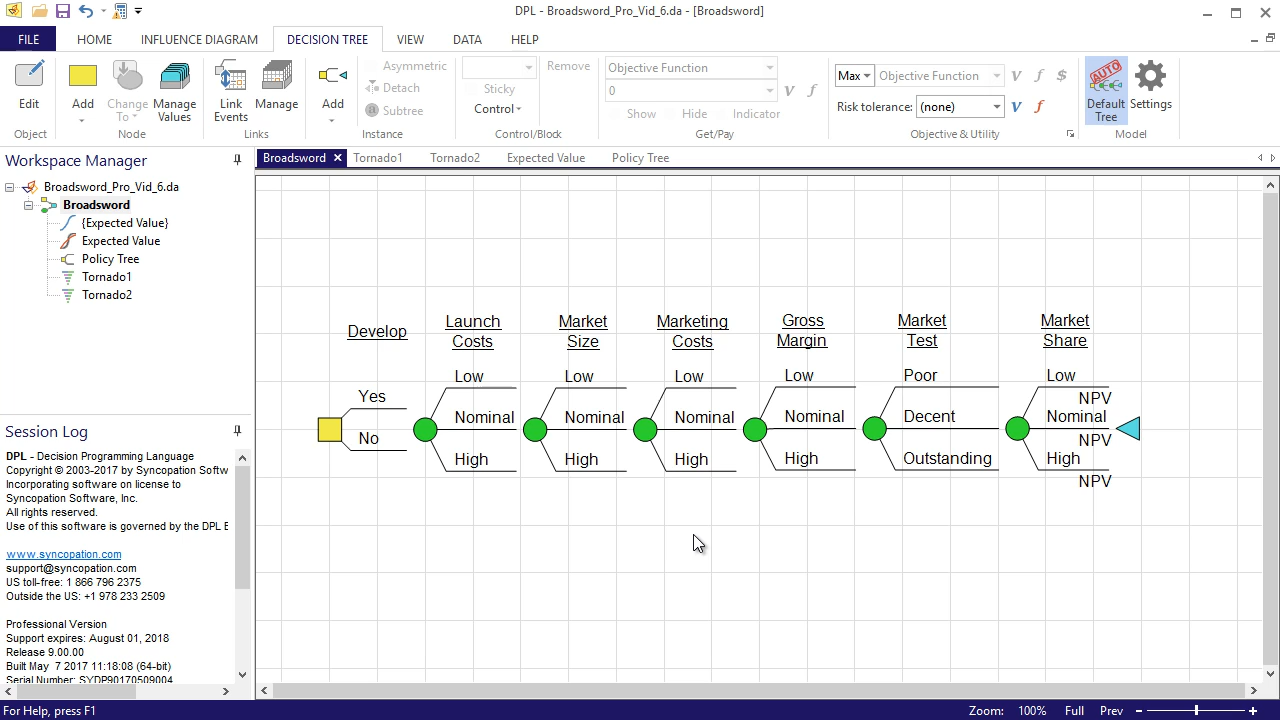 DPL - Broadsword_Pro_Vid_6.da - [Broadsword]
FILE HOME INFLUENCE DIAGRAM DECISION TREE VIEW DATA HELP
Edit
Object
Add
Change To
Manage Values
Node
Link Events
Manage
Links
Add
Asymmetric
Detach
Subtree
Instance
Remove
Sticky
Control
Control/Block
Objective Function
0
V f
Show Hide Indicator
Get/Pay
Max Objective Function V f $
Risk tolerance: (none) V f
Objective & Utility
AUTO
Default Tree
Settings
Model
Workspace Manager
Broadsword_Pro_Vid_6.da
Broadsword
{Expected Value}
Expected Value
Policy Tree
Tornado1
Tornado2
Session Log
DPL - Decision Programming Language
Copyright © 2003-2017 by Syncopation Softw
Incorporating software on license to
Syncopation Software, Inc.
All rights reserved.
Use of this software is governed by the DPL E
www.syncopation.com
support@syncopation.com
US toll-free: 1 866 796 2375
Outside the US: +1 978 233 2509
Professional Version
Support expires: August 01, 2018
Release 9.00.00
Built May 7 2017 11:18:08 (64-bit)
Serial Number: SYDP90170509004
Broadsword Tornado1 Tornado2 Expected Value Policy Tree
Develop
Yes
No
Launch
Costs
Low
Nominal
High
Market
Size
Low
Nominal
High
Marketing
Costs
Low
Nominal
High
Gross
Margin
Low
Nominal
High
Market
Test
Poor
Decent
Outstanding
Market
Share
Low
NPV
Nominal
NPV
High
NPV
For Help, press F1
Zoom: 100% Full Prev